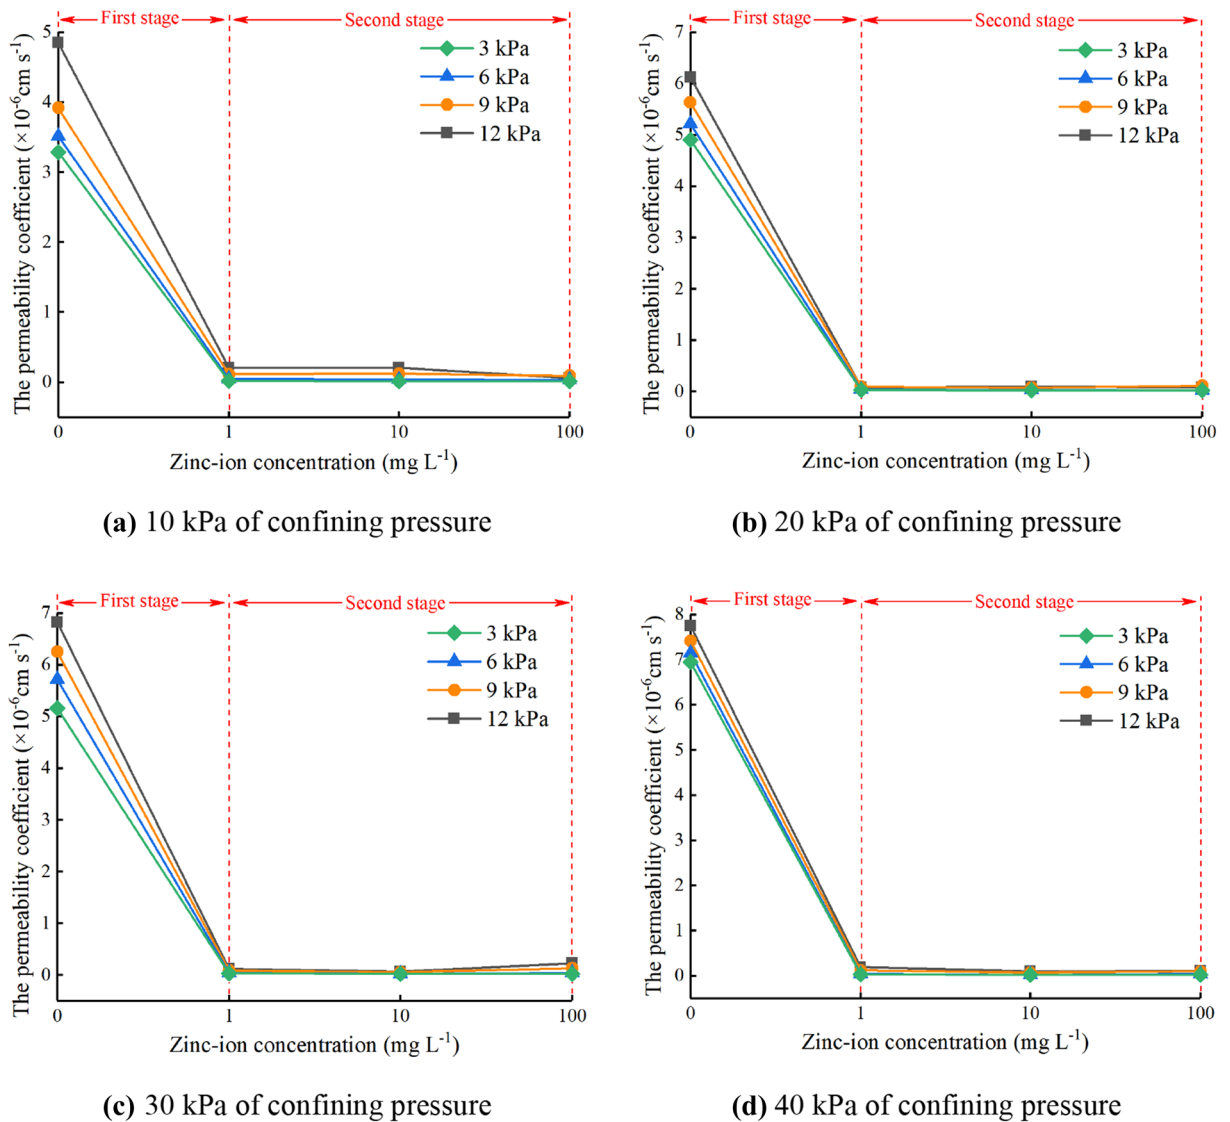 First stage
Second stage
The permeability coefficient (×10⁻⁶cm s⁻¹)
5
4
3
2
1
0
3 kPa
6 kPa
9 kPa
12 kPa
0
1
10
100
Zinc-ion concentration (mg L⁻¹)
(a) 10 kPa of confining pressure
First stage
Second stage
The permeability coefficient (×10⁻⁶cm s⁻¹)
7
6
5
4
3
2
1
0
3 kPa
6 kPa
9 kPa
12 kPa
0
1
10
100
Zinc-ion concentration (mg L⁻¹)
(b) 20 kPa of confining pressure
First stage
Second stage
The permeability coefficient (×10⁻⁶cm s⁻¹)
7
6
5
4
3
2
1
0
3 kPa
6 kPa
9 kPa
12 kPa
0
1
10
100
Zinc-ion concentration (mg L⁻¹)
(c) 30 kPa of confining pressure
First stage
Second stage
The permeability coefficient (×10⁻⁶cm s⁻¹)
8
7
6
5
4
3
2
1
0
3 kPa
6 kPa
9 kPa
12 kPa
0
1
10
100
Zinc-ion concentration (mg L⁻¹)
(d) 40 kPa of confining pressure